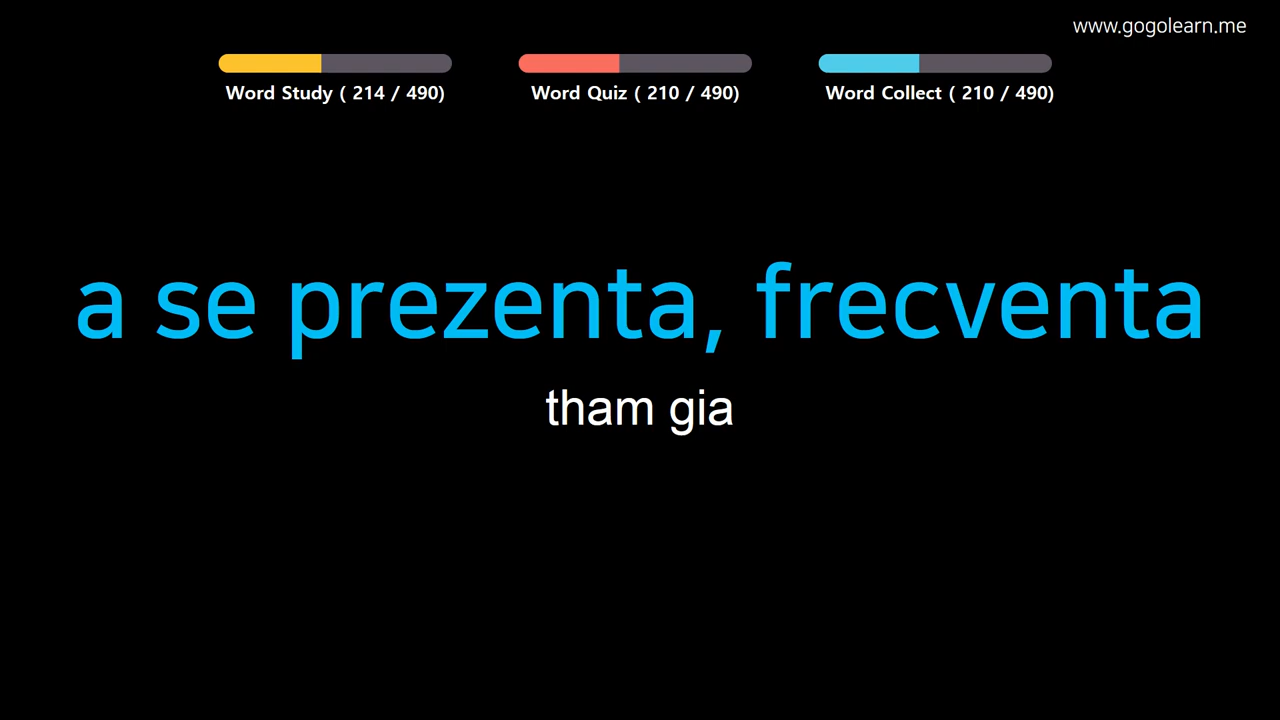 www.gogolearn.me
Word Study ( 214 / 490)
Word Quiz ( 210 / 490)
Word Collect ( 210 / 490)
a se prezenta, frecventa
tham gia